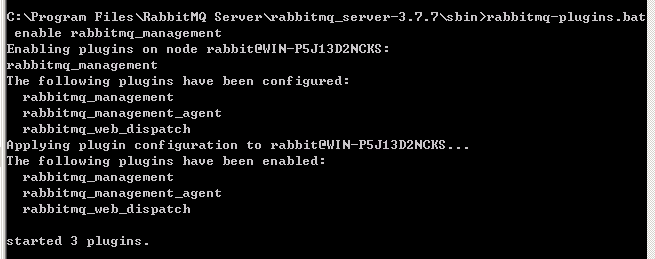 C:\Program Files\RabbitMQ Server\rabbitmq_server-3.7.7\sbin>rabbitmq-plugins.bat
 enable rabbitmq_management
Enabling plugins on node rabbit@WIN-P5J13D2NCKS:
rabbitmq_management
The following plugins have been configured:
  rabbitmq_management
  rabbitmq_management_agent
  rabbitmq_web_dispatch
Applying plugin configuration to rabbit@WIN-P5J13D2NCKS...
The following plugins have been enabled:
  rabbitmq_management
  rabbitmq_management_agent
  rabbitmq_web_dispatch

started 3 plugins.